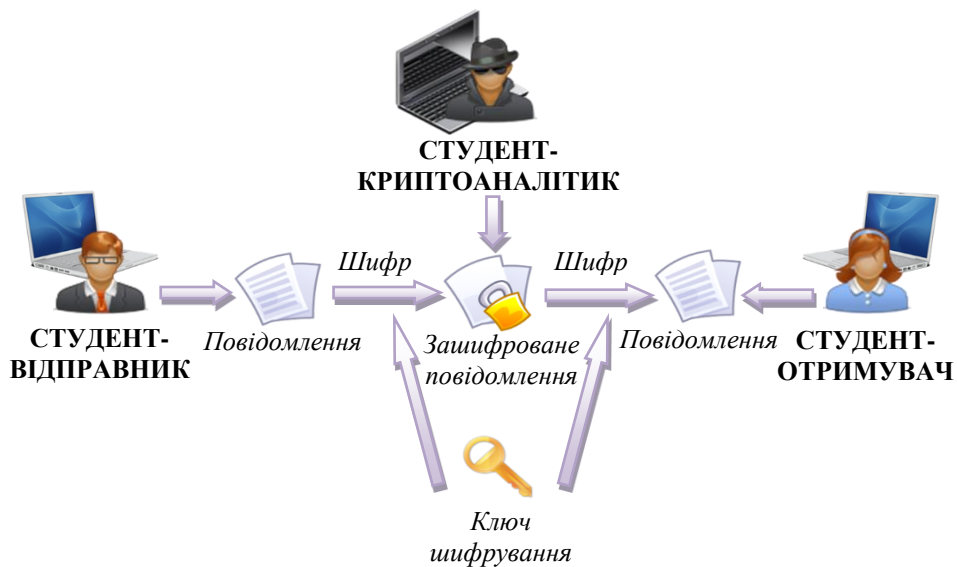 СТУДЕНТ-
КРИПТОАНАЛІТИК
Шифр
Шифр
СТУДЕНТ-
ВІДПРАВНИК
Повідомлення
Зашифроване
повідомлення
Повідомлення
СТУДЕНТ-
ОТРИМУВАЧ
Ключ
шифрування